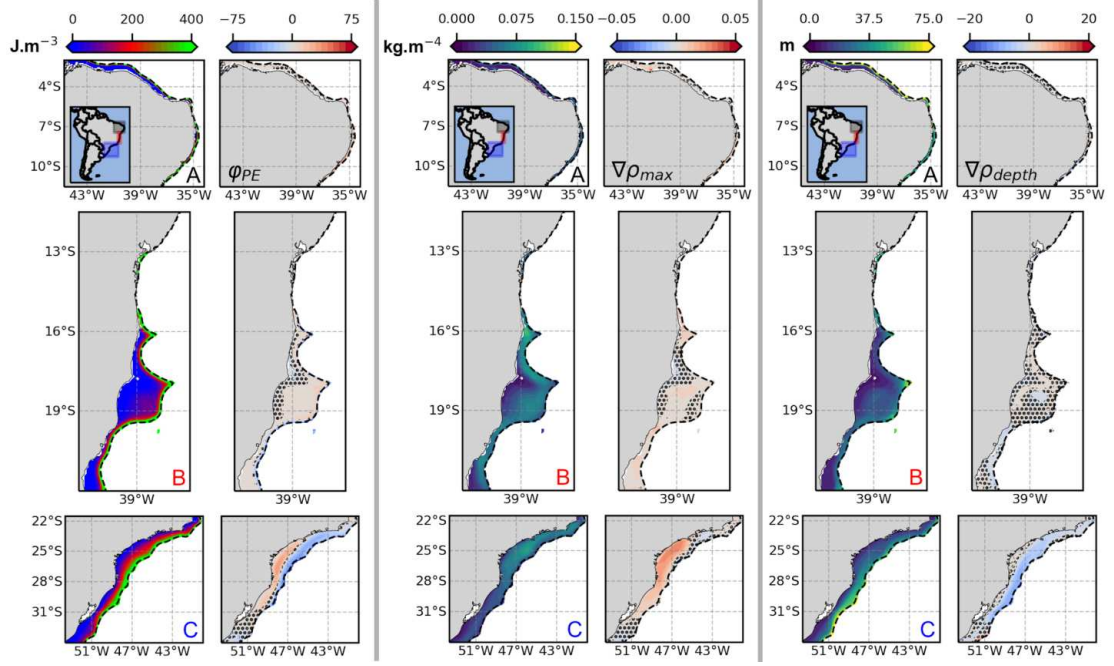 −75 0 75
0.000 0.075 0.150
−0.05 0.00 0.05
0.0 37.5 75.0
−20 0 20
J.m⁻³
0 200 400
kg.m⁻⁴
m
4°S
7°S
10°S
A
φPE
43°W 39°W 35°W
43°W 39°W 35°W
4°S
7°S
10°S
A
∇ρmax
43°W 39°W 35°W
43°W 39°W 35°W
4°S
7°S
10°S
A
∇ρdepth
43°W 39°W 35°W
43°W 39°W 35°W
13°S
16°S
19°S
B
39°W
39°W
13°S
16°S
19°S
B
39°W
39°W
13°S
16°S
19°S
B
39°W
39°W
22°S
25°S
28°S
31°S
C
51°W 47°W 43°W
51°W 47°W 43°W
22°S
25°S
28°S
31°S
C
51°W 47°W 43°W
51°W 47°W 43°W
22°S
25°S
28°S
31°S
C
51°W 47°W 43°W
51°W 47°W 43°W